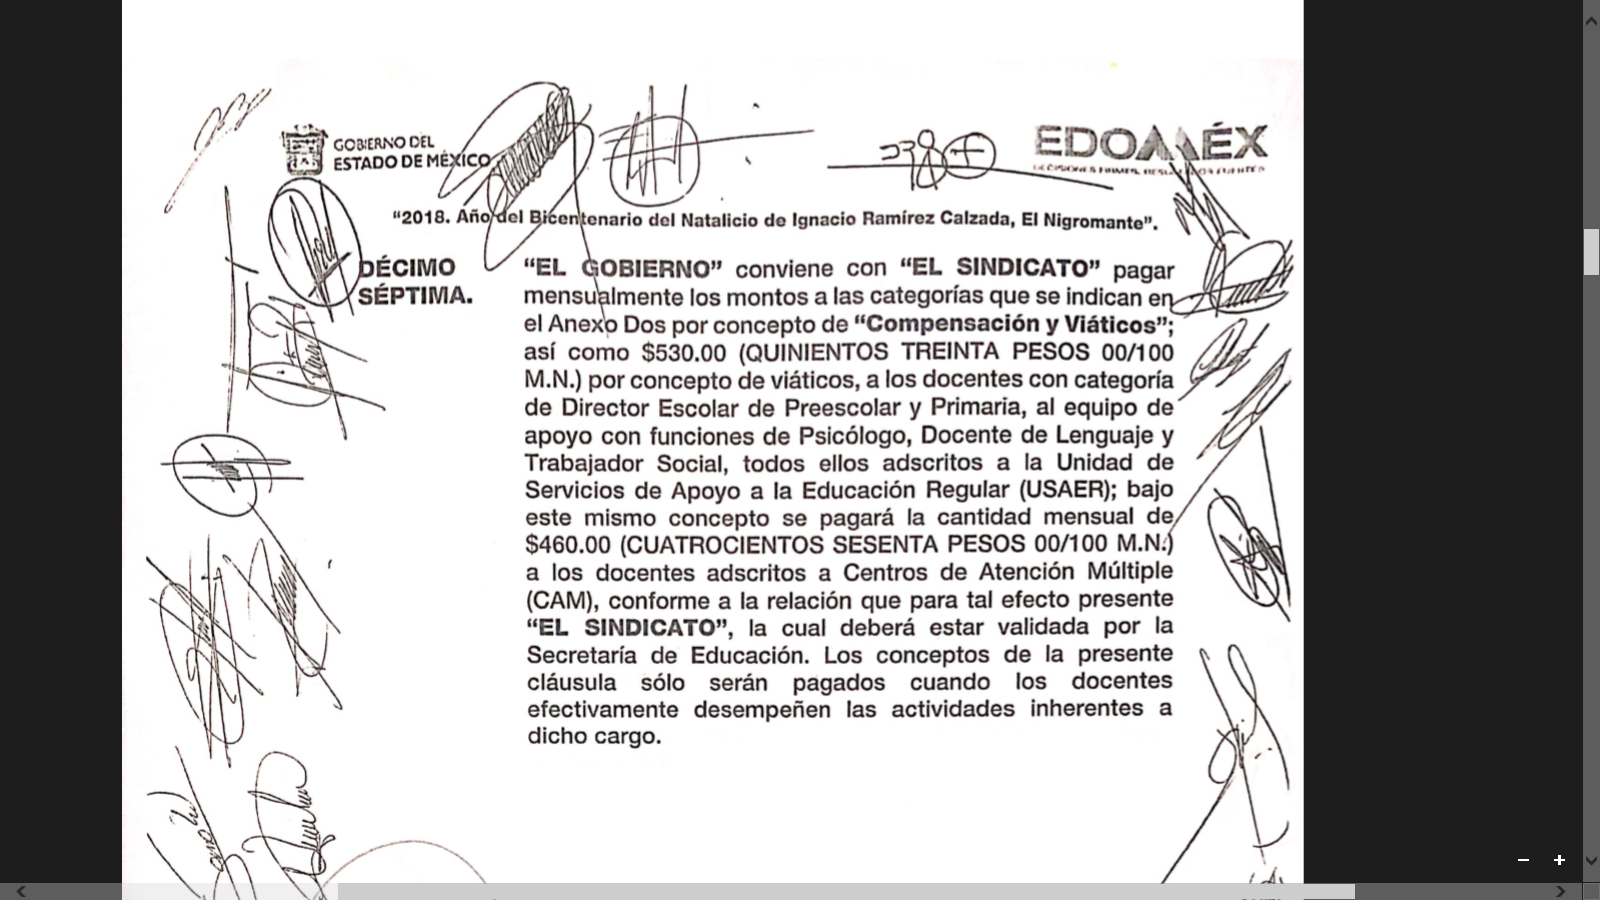 GOBIERNO DEL
ESTADO DE MÉXICO
EDOMÉX
DECISIONES FIRMES, RESULTADOS FUERTES
“2018. Año del Bicentenario del Natalicio de Ignacio Ramírez Calzada, El Nigromante”.
DÉCIMO
SÉPTIMA.
“EL GOBIERNO” conviene con “EL SINDICATO” pagar
mensualmente los montos a las categorías que se indican en
el Anexo Dos por concepto de “Compensación y Viáticos”;
así como $530.00 (QUINIENTOS TREINTA PESOS 00/100
M.N.) por concepto de viáticos, a los docentes con categoría
de Director Escolar de Preescolar y Primaria, al equipo de
apoyo con funciones de Psicólogo, Docente de Lenguaje y
Trabajador Social, todos ellos adscritos a la Unidad de
Servicios de Apoyo a la Educación Regular (USAER); bajo
este mismo concepto se pagará la cantidad mensual de
$460.00 (CUATROCIENTOS SESENTA PESOS 00/100 M.N.)
a los docentes adscritos a Centros de Atención Múltiple
(CAM), conforme a la relación que para tal efecto presente
“EL SINDICATO”, la cual deberá estar validada por la
Secretaría de Educación. Los conceptos de la presente
cláusula sólo serán pagados cuando los docentes
efectivamente desempeñen las actividades inherentes a
dicho cargo.